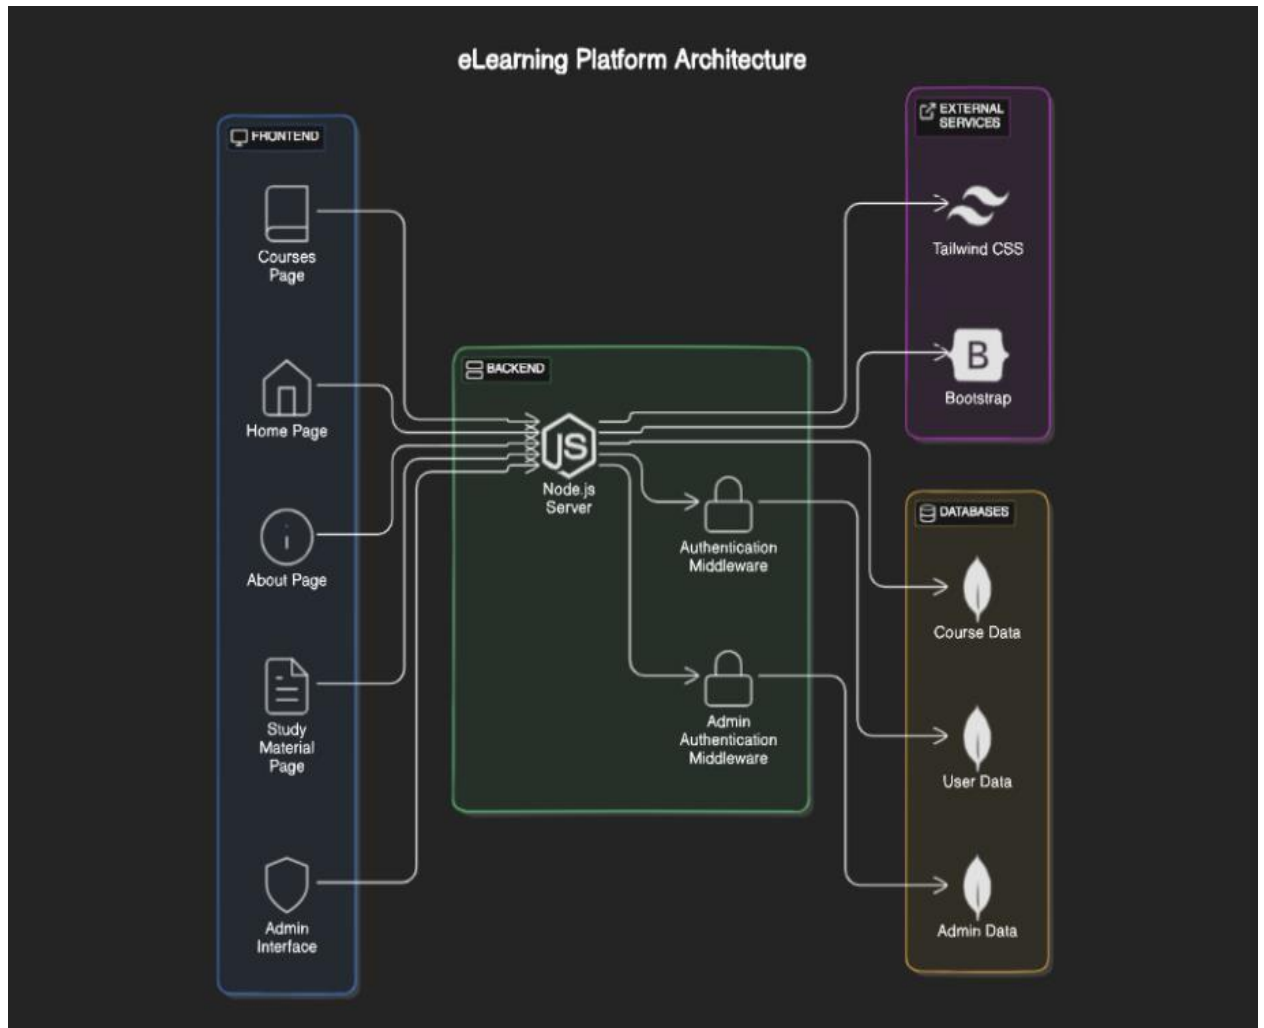 eLearning Platform Architecture
FRONTEND
Courses
Page
Home Page
About Page
Study
Material
Page
Admin
Interface
BACKEND
JS
Node.js
Server
Authentication
Middleware
Admin
Authentication
Middleware
EXTERNAL
SERVICES
Tailwind CSS
B
Bootstrap
DATABASES
Course Data
User Data
Admin Data